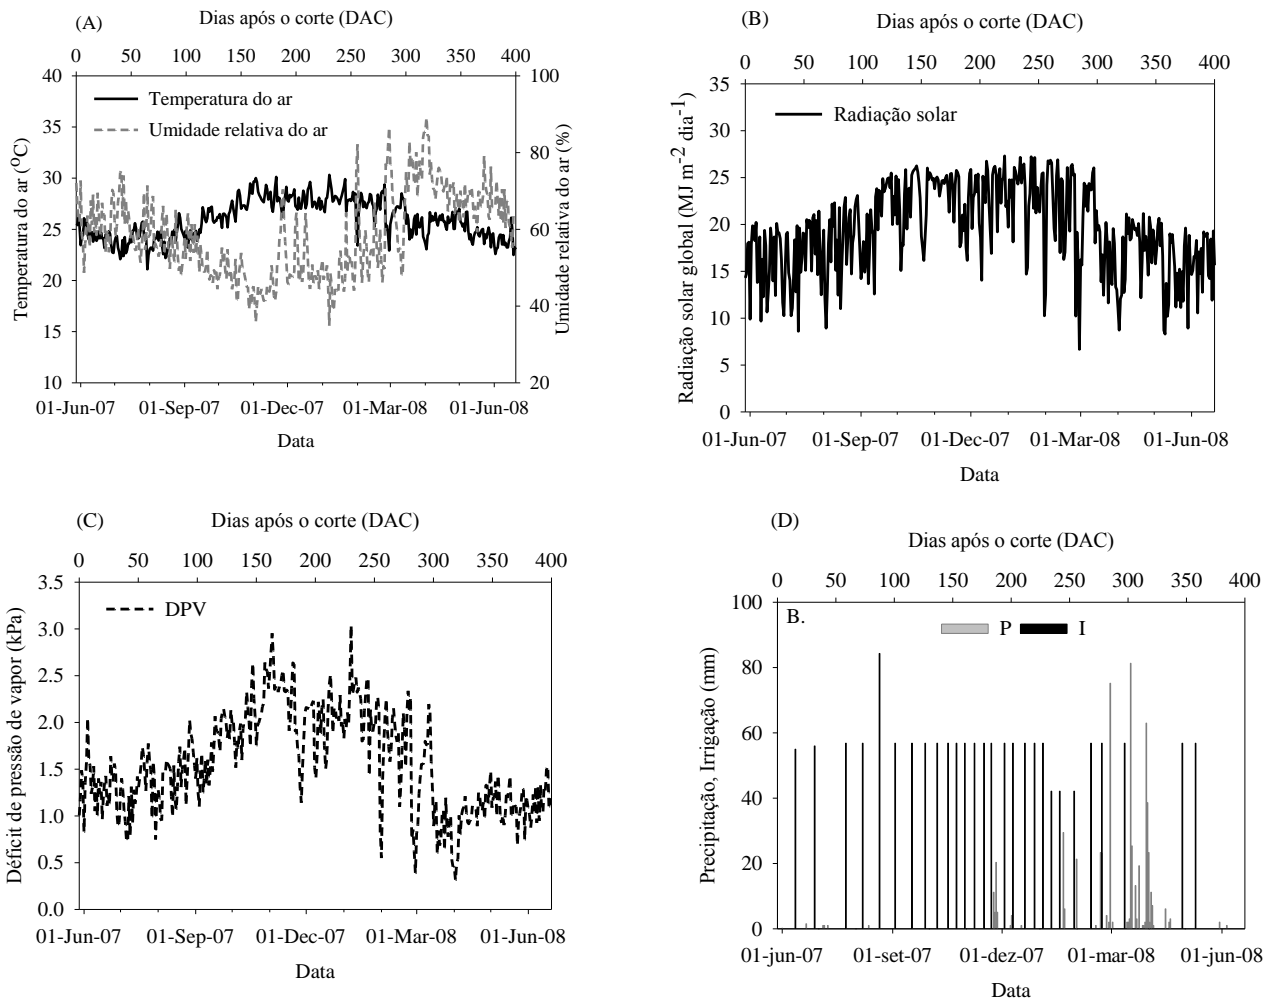 (A)
Dias após o corte (DAC)
0 50 100 150 200 250 300 350 400
Temperatura do ar (ºC)
40
35
30
25
20
15
10
Temperatura do ar
Umidade relativa do ar
100
80
60
40
20
Umidade relativa do ar (%)
01-Jun-07 01-Sep-07 01-Dec-07 01-Mar-08 01-Jun-08
Data
(B)
Dias após o corte (DAC)
0 50 100 150 200 250 300 350 400
Radiação solar global (MJ m-2 dia-1)
35
30
25
20
15
10
5
0
Radiação solar
01-Jun-07 01-Sep-07 01-Dec-07 01-Mar-08 01-Jun-08
Data
(C)
Dias após o corte (DAC)
0 50 100 150 200 250 300 350 400
Déficit de pressão de vapor (kPa)
3.5
3.0
2.5
2.0
1.5
1.0
0.5
0.0
DPV
01-Jun-07 01-Sep-07 01-Dec-07 01-Mar-08 01-Jun-08
Data
(D)
Dias após o corte (DAC)
0 50 100 150 200 250 300 350 400
Precipitação, Irrigação (mm)
100
80
60
40
20
0
B.
P I
01-jun-07 01-set-07 01-dez-07 01-mar-08 01-jun-08
Data